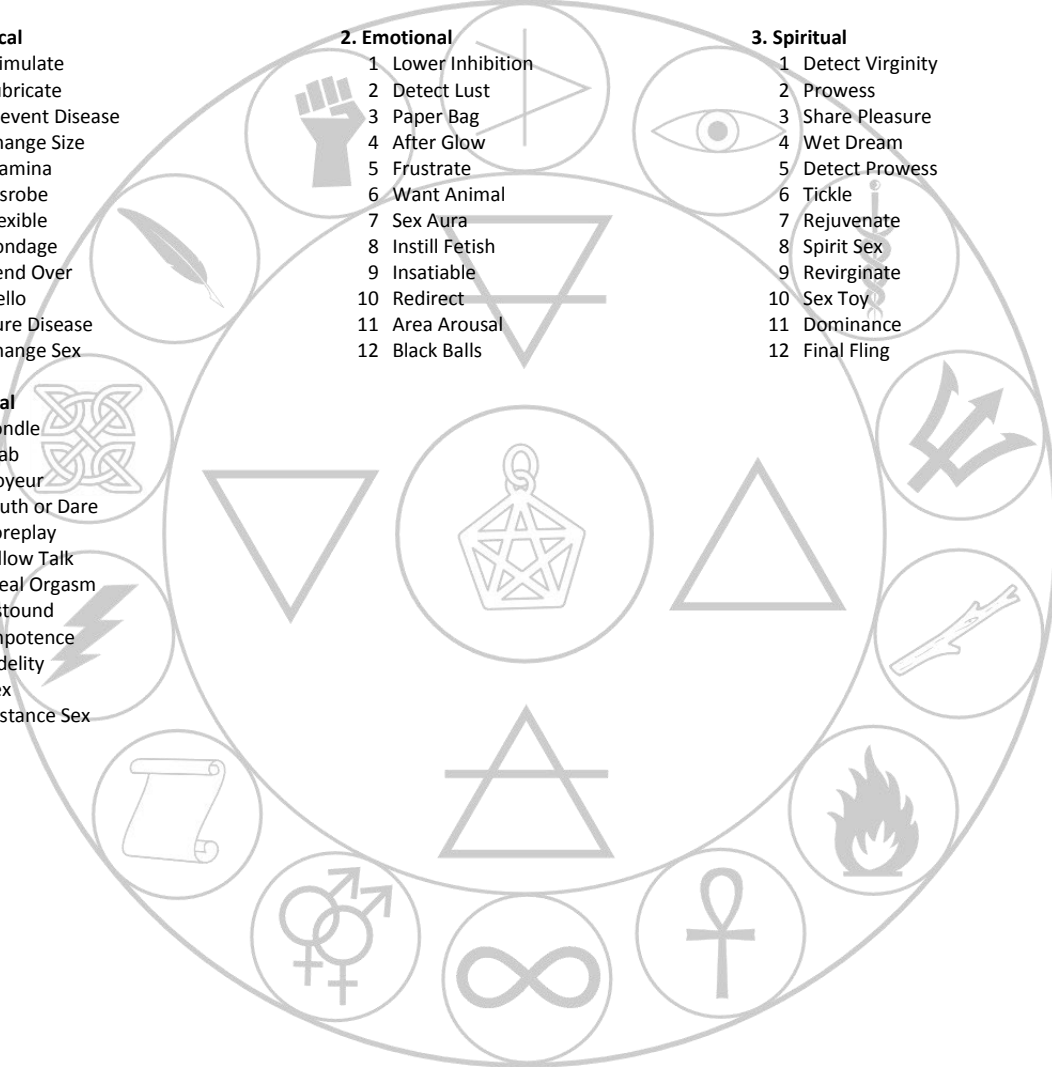 cal
imulate
ubricate
event Disease
hange Size
amina
srobe
exible
ondage
end Over
ello
ure Disease
hange Sex
al
ondle
ab
oyeur
uth or Dare
oreplay
llow Talk
eal Orgasm
stound
mpotence
delity
ex
stance Sex
2. Emotional
1 Lower Inhibition
2 Detect Lust
3 Paper Bag
4 After Glow
5 Frustrate
6 Want Animal
7 Sex Aura
8 Instill Fetish
9 Insatiable
10 Redirect
11 Area Arousal
12 Black Balls
3. Spiritual
1 Detect Virginity
2 Prowess
3 Share Pleasure
4 Wet Dream
5 Detect Prowess
6 Tickle
7 Rejuvenate
8 Spirit Sex
9 Revirginate
10 Sex Toy
11 Dominance
12 Final Fling